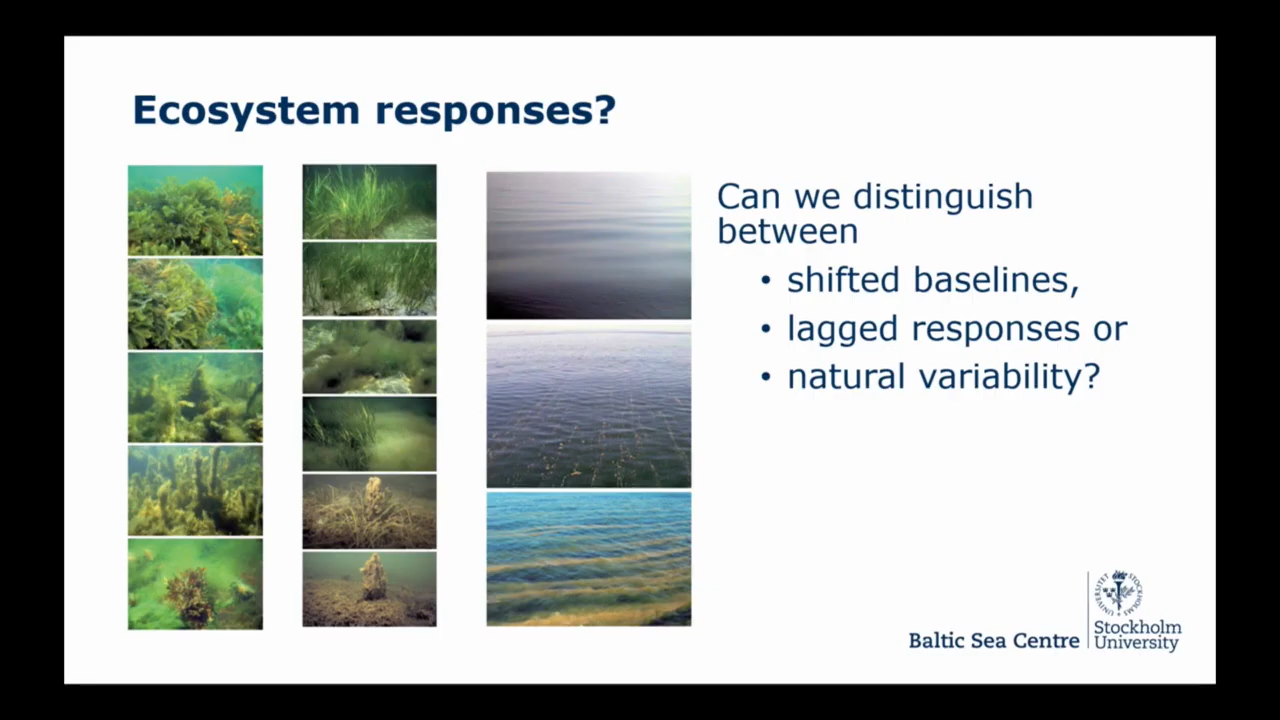 Ecosystem responses?
Can we distinguish
between
• shifted baselines,
• lagged responses or
• natural variability?
Baltic Sea Centre
Stockholm
University